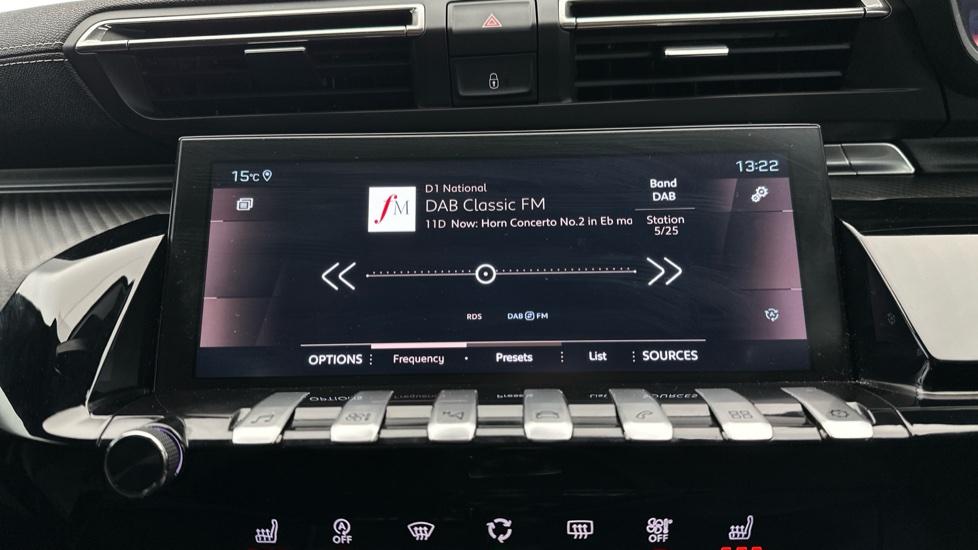 15°C
13:22
fM
D1 National
DAB Classic FM
11D Now: Horn Concerto No.2 in Eb ma
Band
DAB
Station
5/25
RDS
DAB FM
OPTIONS
Frequency
Presets
List
SOURCES
A OFF
OFF